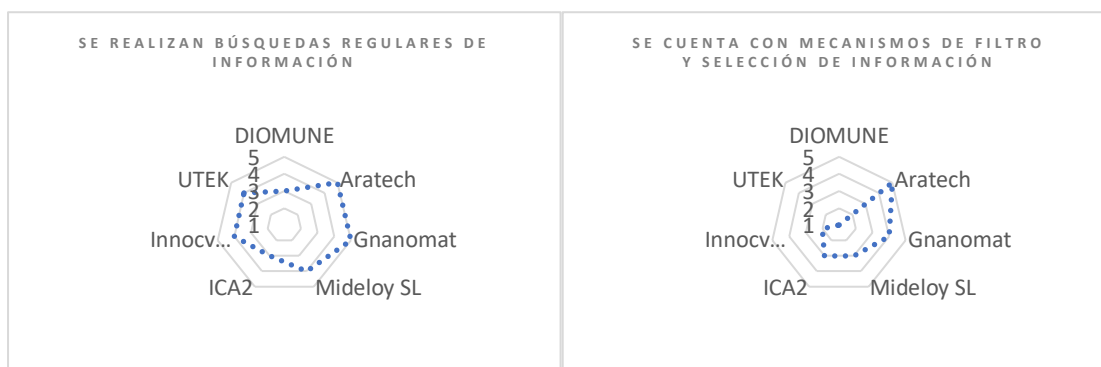 SE REALIZAN BÚSQUEDAS REGULARES DE
INFORMACIÓN
DIOMUNE
Aratech
Gnanomat
Mideloy SL
ICA2
Innocv...
UTEK
5
4
3
2
1
SE CUENTA CON MECANISMOS DE FILTRO
Y SELECCIÓN DE INFORMACIÓN
DIOMUNE
Aratech
Gnanomat
Mideloy SL
ICA2
Innocv...
UTEK
5
4
3
2
1